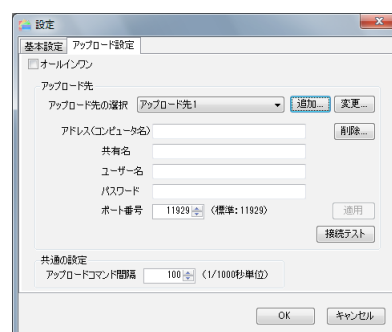 設定
基本設定 アップロード設定
オールインワン
アップロード先
アップロード先の選択 アップロード先1 追加... 変更...
アドレス(コンピュータ名) 削除...
共有名
ユーザー名
パスワード
ポート番号 11929 (標準:11929) 適用
接続テスト
共通の設定
アップロードコマンド間隔 100 (1/1000秒単位)
OK キャンセル